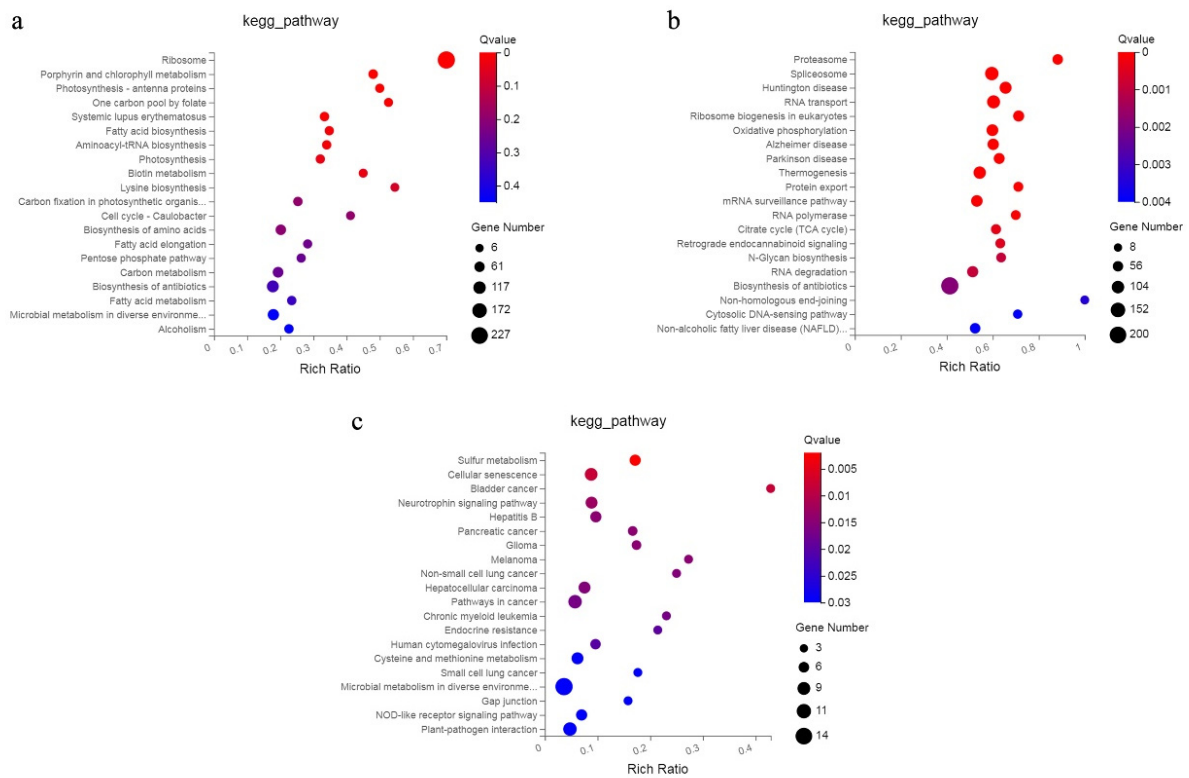 a
kegg_pathway
Ribosome
Porphyrin and chlorophyll metabolism
Photosynthesis - antenna proteins
One carbon pool by folate
Systemic lupus erythematosus
Fatty acid biosynthesis
Aminoacyl-tRNA biosynthesis
Photosynthesis
Biotin metabolism
Lysine biosynthesis
Carbon fixation in photosynthetic organis...
Cell cycle - Caulobacter
Biosynthesis of amino acids
Fatty acid elongation
Pentose phosphate pathway
Carbon metabolism
Biosynthesis of antibiotics
Fatty acid metabolism
Microbial metabolism in diverse environme...
Alcoholism
0 0.1 0.2 0.3 0.4 0.5 0.6 0.7
Rich Ratio
Qvalue
0
0.1
0.2
0.3
0.4
Gene Number
6
61
117
172
227
b
kegg_pathway
Proteasome
Spliceosome
Huntington disease
RNA transport
Ribosome biogenesis in eukaryotes
Oxidative phosphorylation
Alzheimer disease
Parkinson disease
Thermogenesis
Protein export
mRNA surveillance pathway
RNA polymerase
Citrate cycle (TCA cycle)
Retrograde endocannabinoid signaling
N-Glycan biosynthesis
RNA degradation
Biosynthesis of antibiotics
Non-homologous end-joining
Cytosolic DNA-sensing pathway
Non-alcoholic fatty liver disease (NAFLD)...
0 0.2 0.4 0.6 0.8 1
Rich Ratio
Qvalue
0
0.001
0.002
0.003
0.004
Gene Number
8
56
104
152
200
c
kegg_pathway
Sulfur metabolism
Cellular senescence
Bladder cancer
Neurotrophin signaling pathway
Hepatitis B
Pancreatic cancer
Glioma
Melanoma
Non-small cell lung cancer
Hepatocellular carcinoma
Pathways in cancer
Chronic myeloid leukemia
Endocrine resistance
Human cytomegalovirus infection
Cysteine and methionine metabolism
Small cell lung cancer
Microbial metabolism in diverse environme...
Gap junction
NOD-like receptor signaling pathway
Plant-pathogen interaction
0 0.1 0.2 0.3 0.4
Rich Ratio
Qvalue
0.005
0.01
0.015
0.02
0.025
0.03
Gene Number
3
6
9
11
14